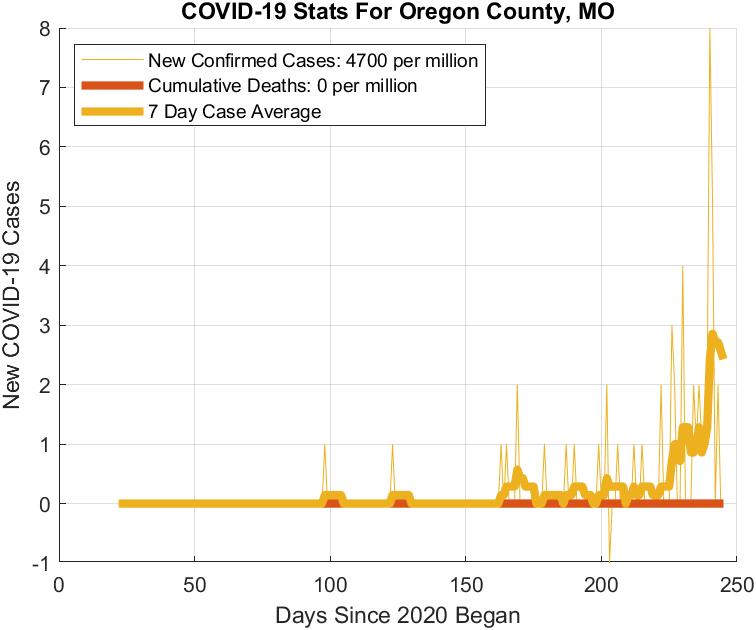 COVID-19 Stats For Oregon County, MO
New Confirmed Cases: 4700 per million
Cumulative Deaths: 0 per million
7 Day Case Average
New COVID-19 Cases
8
7
6
5
4
3
2
1
0
-1
0
50
100
150
200
250
Days Since 2020 Began